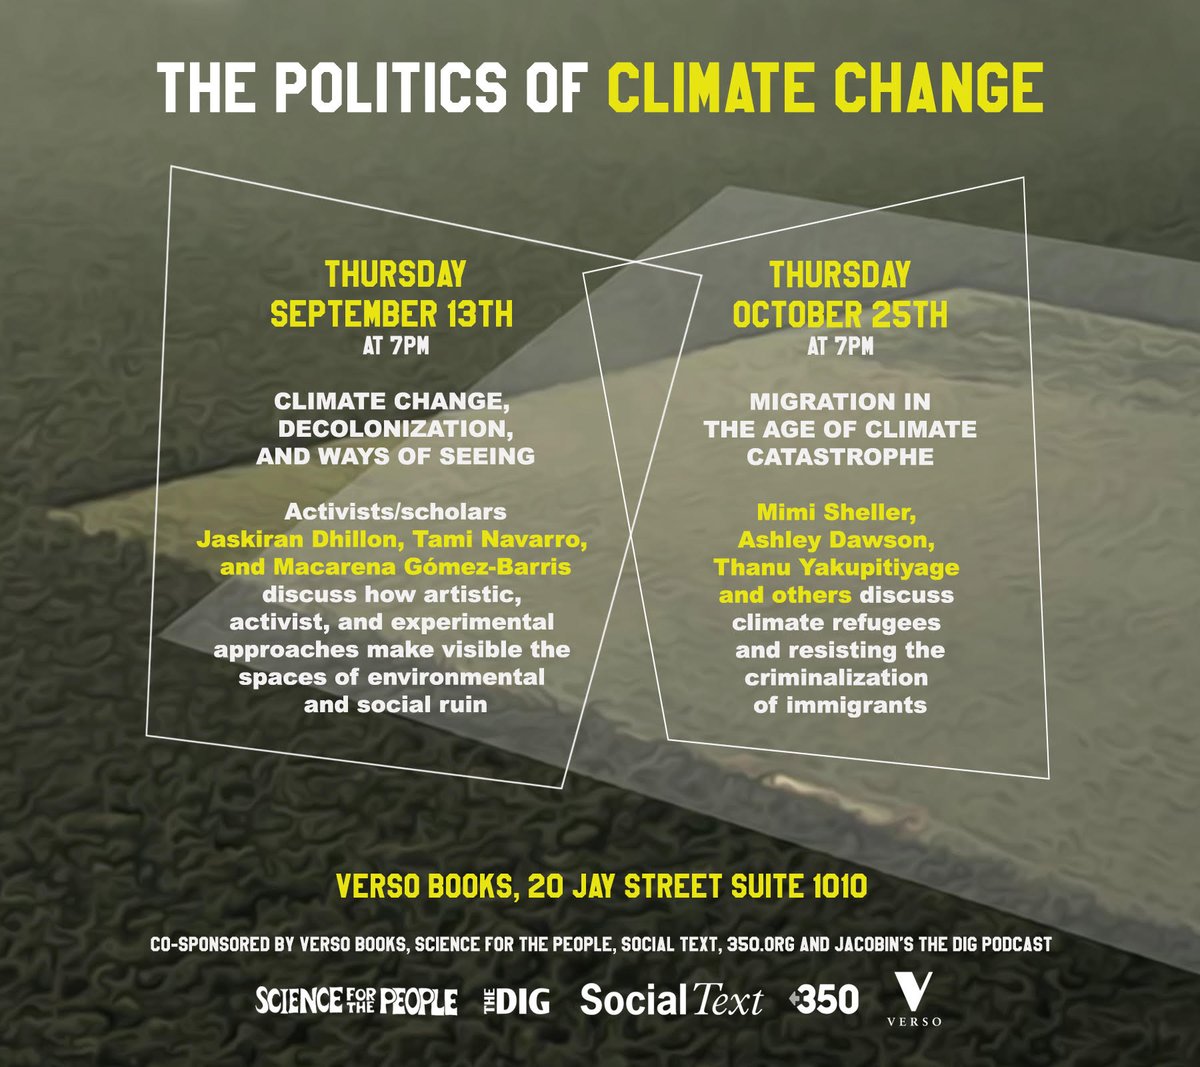 THE POLITICS OF CLIMATE CHANGE
THURSDAY
SEPTEMBER 13TH
AT 7PM
CLIMATE CHANGE,
DECOLONIZATION,
AND WAYS OF SEEING
Activists/scholars
Jaskiran Dhillon, Tami Navarro,
and Macarena Gómez-Barris
discuss how artistic,
activist, and experimental
approaches make visible the
spaces of environmental
and social ruin
THURSDAY
OCTOBER 25TH
AT 7PM
MIGRATION IN
THE AGE OF CLIMATE
CATASTROPHE
Mimi Sheller,
Ashley Dawson,
Thanu Yakupitiyage
and others discuss
climate refugees
and resisting the
criminalization
of immigrants
VERSO BOOKS, 20 JAY STREET SUITE 1010
CO-SPONSORED BY VERSO BOOKS, SCIENCE FOR THE PEOPLE, SOCIAL TEXT, 350.ORG AND JACOBIN'S THE DIG PODCAST
SCIENCE FOR THE PEOPLE
THE DIG
Social Text
350
V
VERSO